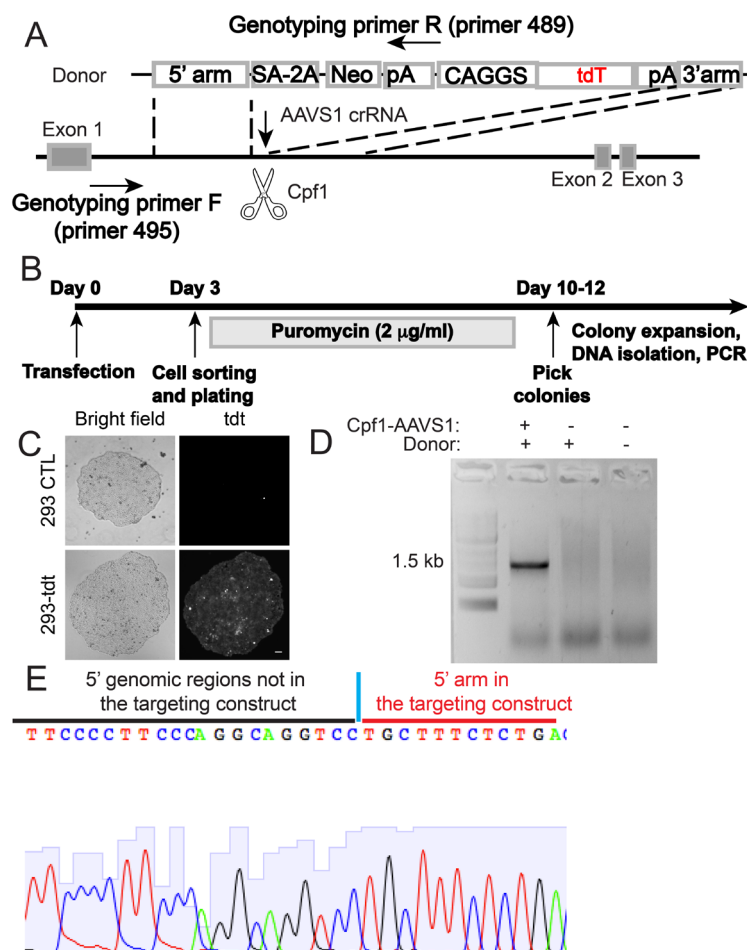 A
Genotyping primer R (primer 489)
Donor
5' arm SA-2A Neo pA CAGGS tdT pA 3'arm
AAVS1 crRNA
Exon 1
Cpf1
Exon 2 Exon 3
Genotyping primer F
(primer 495)
B
Day 0 Day 3 Day 10-12
Puromycin (2 μg/ml)
Colony expansion,
DNA isolation, PCR
Transfection
Cell sorting
and plating
Pick
colonies
C
Bright field tdt
293 CTL
293-tdt
D
Cpf1-AAVS1: + - -
Donor: + + -
1.5 kb
E
5' genomic regions not in
the targeting construct
5' arm in
the targeting construct
TTCCCCTTCCCAGGCAGGTCCTGCTTTCTCTGA